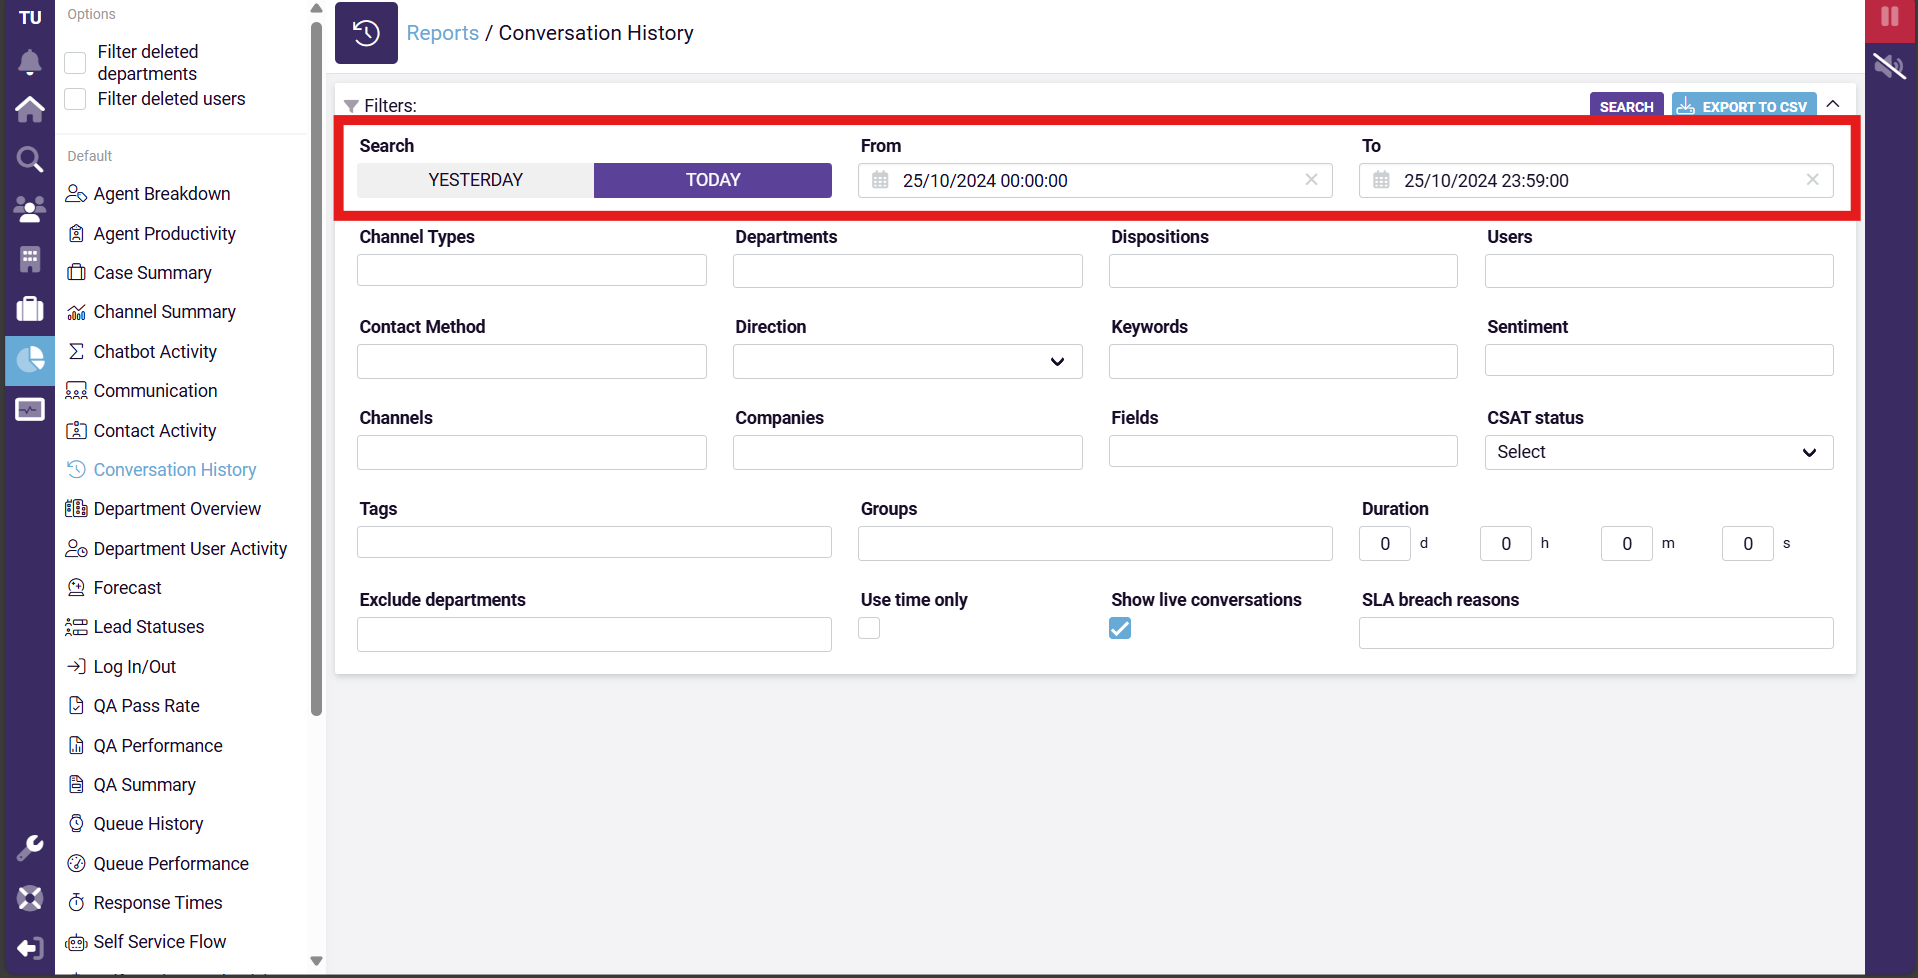 TU
Options
Filter deleted
departments
Filter deleted users
Default
Agent Breakdown
Agent Productivity
Case Summary
Channel Summary
Chatbot Activity
Communication
Contact Activity
Conversation History
Department Overview
Department User Activity
Forecast
Lead Statuses
Log In/Out
QA Pass Rate
QA Performance
QA Summary
Queue History
Queue Performance
Response Times
Self Service Flow
Reports / Conversation History
Filters:
SEARCH
EXPORT TO CSV
Search
From
To
YESTERDAY
TODAY
25/10/2024 00:00:00
25/10/2024 23:59:00
Channel Types
Departments
Dispositions
Users
Contact Method
Direction
Keywords
Sentiment
Channels
Companies
Fields
CSAT status
Select
Tags
Groups
Duration
0 d
0 h
0 m
0 s
Exclude departments
Use time only
Show live conversations
SLA breach reasons